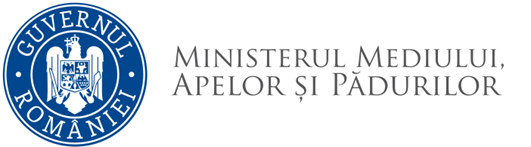 GUVERNUL
ROMÂNIEI
MINISTERUL MEDIULUI,
APELOR ȘI PĂDURILOR